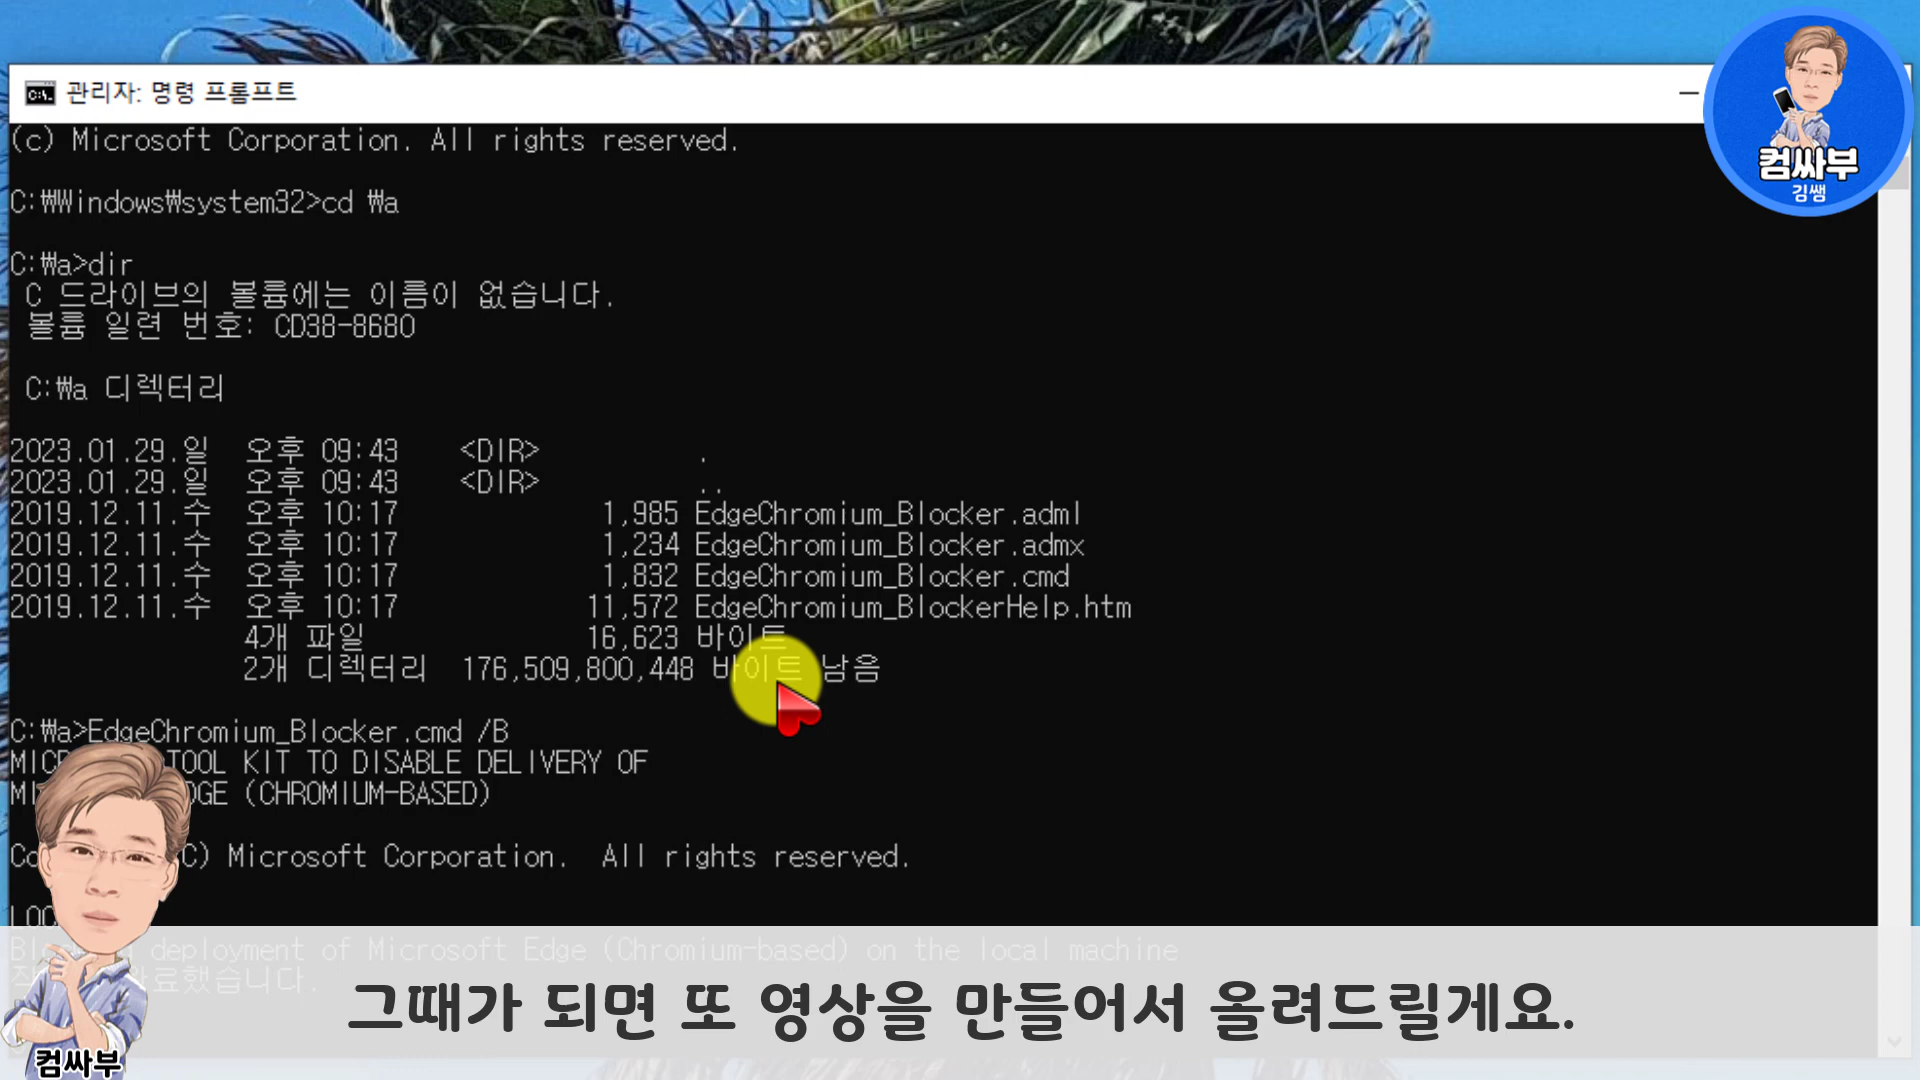 관리자: 명령 프롬프트
컴싸부
김쌤
(c) Microsoft Corporation. All rights reserved.
C:₩Windows₩system32>cd ₩a
C:₩a>dir
C 드라이브의 볼륨에는 이름이 없습니다.
볼륨 일련 번호: CD38-8680
C:₩a 디렉터리
2023.01.29.일 오후 09:43 <DIR> .
2023.01.29.일 오후 09:43 <DIR> ..
2019.12.11.수 오후 10:17 1,985 EdgeChromium_Blocker.adml
2019.12.11.수 오후 10:17 1,234 EdgeChromium_Blocker.admx
2019.12.11.수 오후 10:17 1,832 EdgeChromium_Blocker.cmd
2019.12.11.수 오후 10:17 11,572 EdgeChromium_BlockerHelp.htm
4개 파일 16,623 바이트
2개 디렉터리 176,509,800,448 바이트 남음
C:₩a>EdgeChromium_Blocker.cmd /B
TOOL KIT TO DISABLE DELIVERY OF
(CHROMIUM-BASED)
Microsoft Corporation. All rights reserved.
deployment of Microsoft Edge (Chromium-based) on the local machine
그때가 되면 또 영상을 만들어서 올려드릴게요.
컴싸부